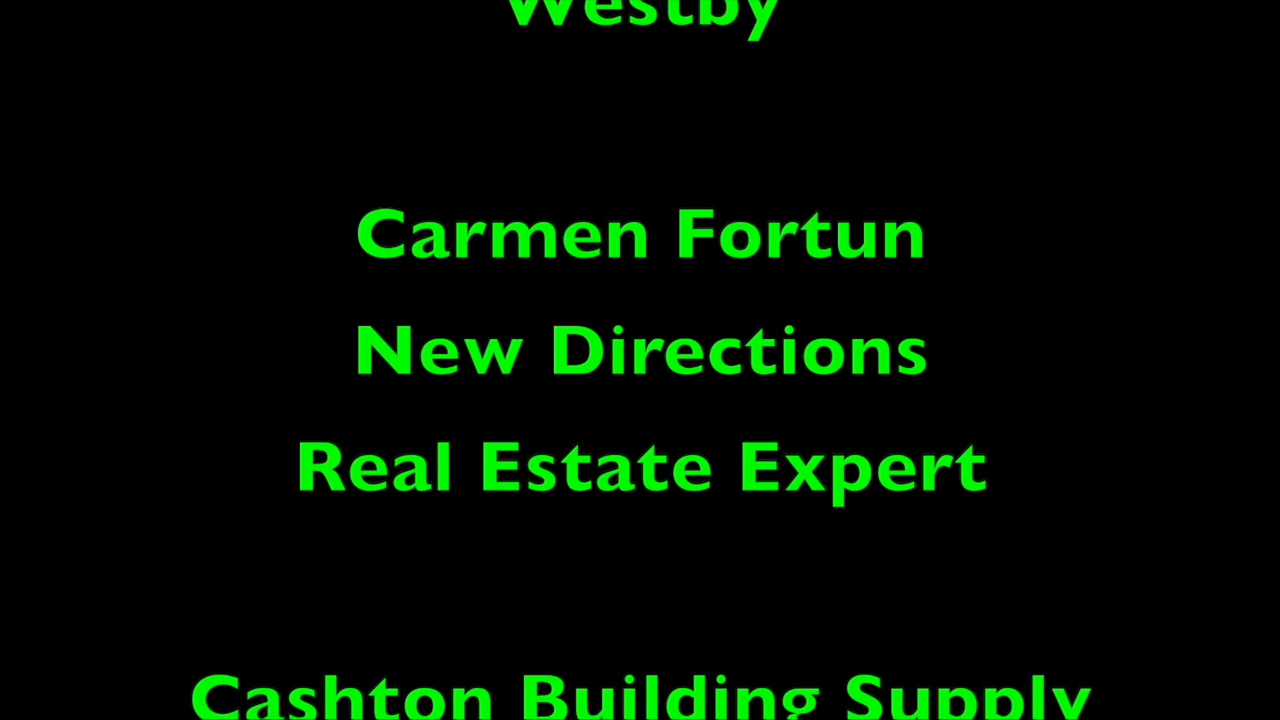 Westby
Carmen Fortun
New Directions
Real Estate Expert
Cashton Building Supply